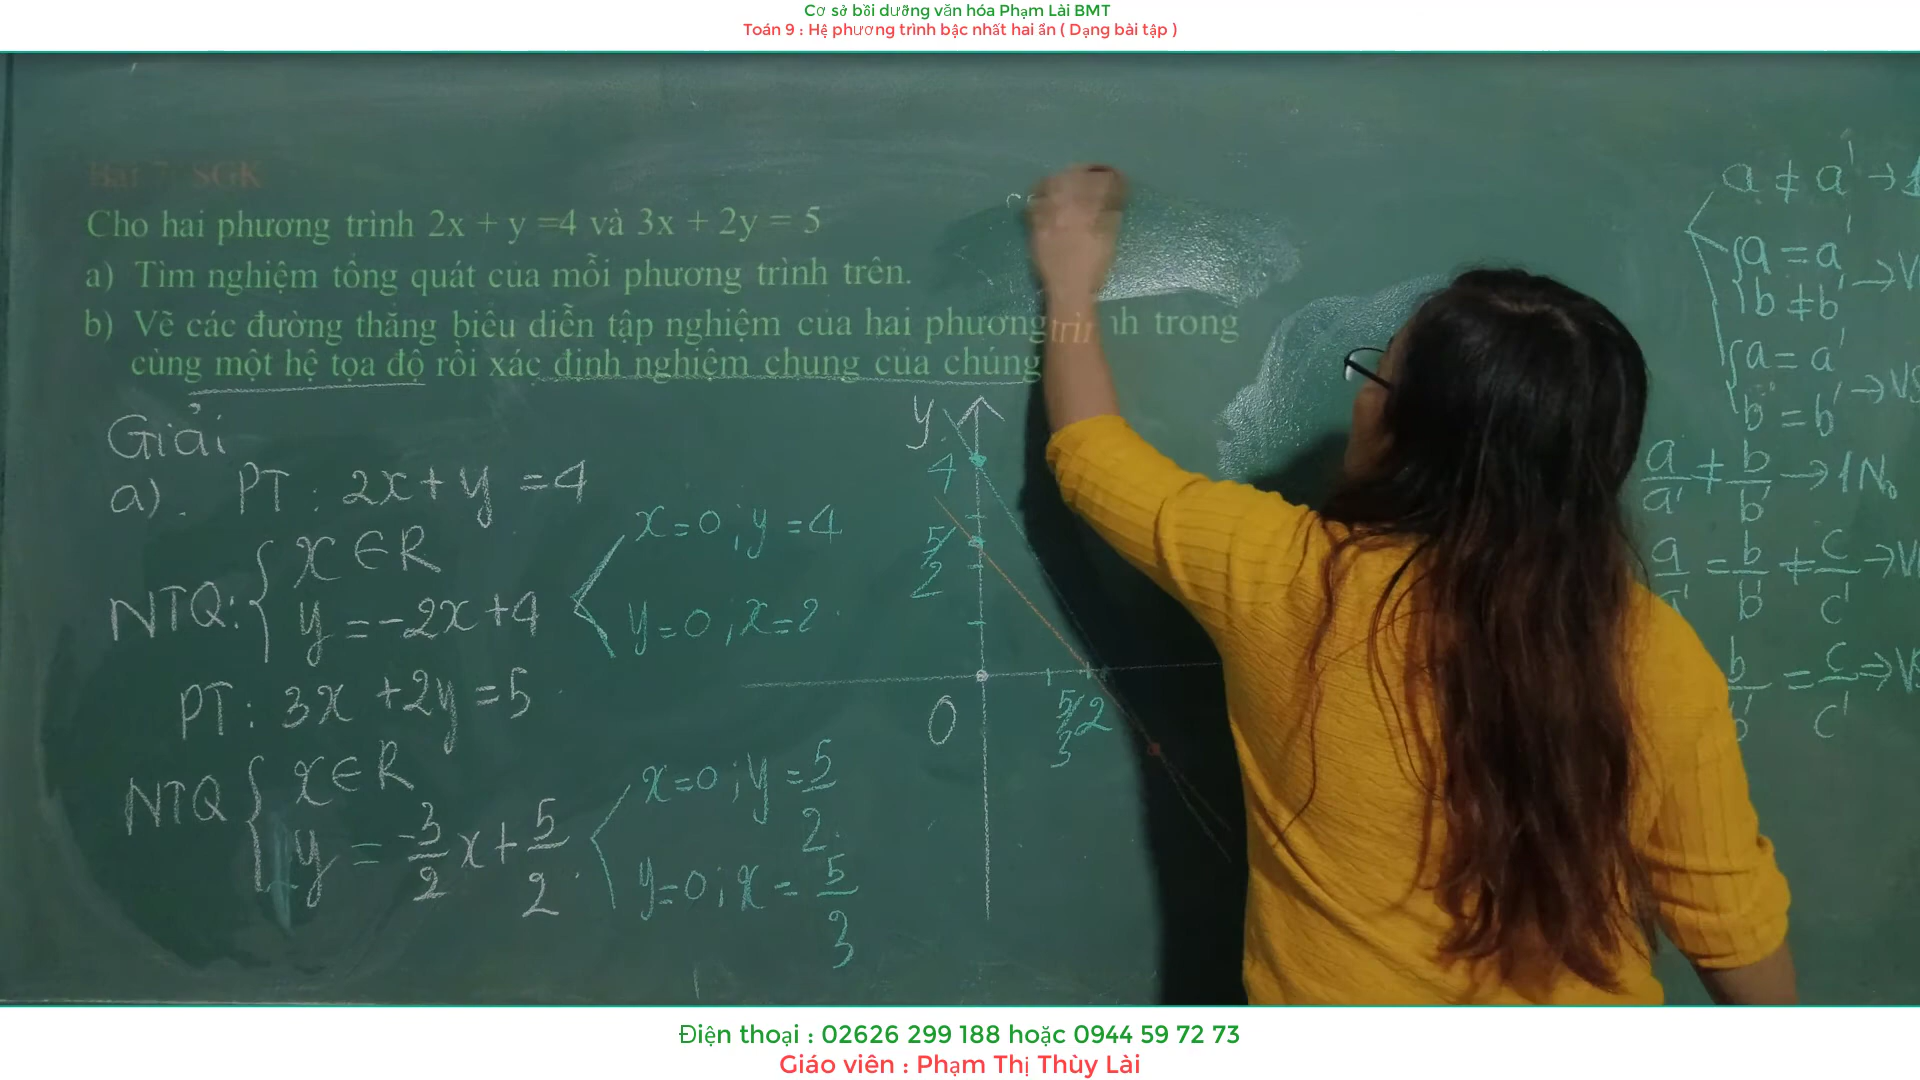 Cơ sở bồi dưỡng văn hóa Phạm Lài BMT
Toán 9 : Hệ phương trình bậc nhất hai ẩn ( Dạng bài tập )
Bài 7: SGK
Cho hai phương trình 2x + y =4 và 3x + 2y = 5
a) Tìm nghiệm tổng quát của mỗi phương trình trên.
b) Vẽ các đường thẳng biểu diễn tập nghiệm của hai phương trình trong
cùng một hệ tọa độ rồi xác định nghiệm chung của chúng
Giải
a). PT: 2x+y=4
NTQ: { x∈R
y=-2x+4
x=0; y=4
y=0; x=2
PT: 3x+2y=5
NTQ { x∈R
y = -3/2 x + 5/2
x=0; y=5/2
y=0; x=5/3
y
4
5/2
0
5/3 2
a ≠ a' →
{ a = a'
b ≠ b' → V
{ a = a'
b = b' → VS
a/a' ≠ b/b' → 1No
a/a' = b/b' ≠ c/c' → V
b/b' = c/c' ⇒ VS
Điện thoại : 02626 299 188 hoặc 0944 59 72 73
Giáo viên : Phạm Thị Thùy Lài